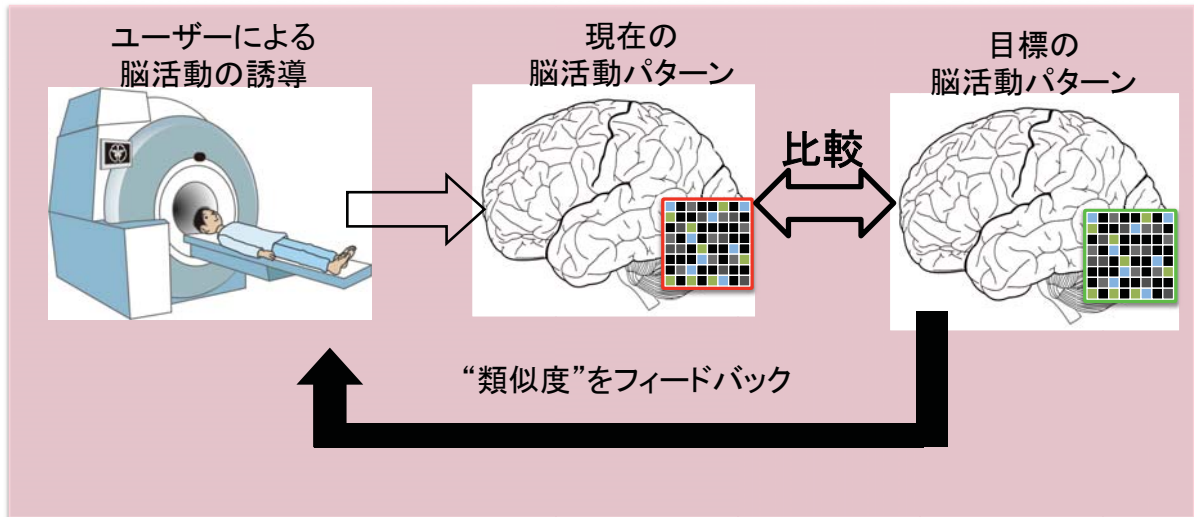 ユーザーによる
脳活動の誘導
現在の
脳活動パターン
目標の
脳活動パターン
比較
“類似度”をフィードバック